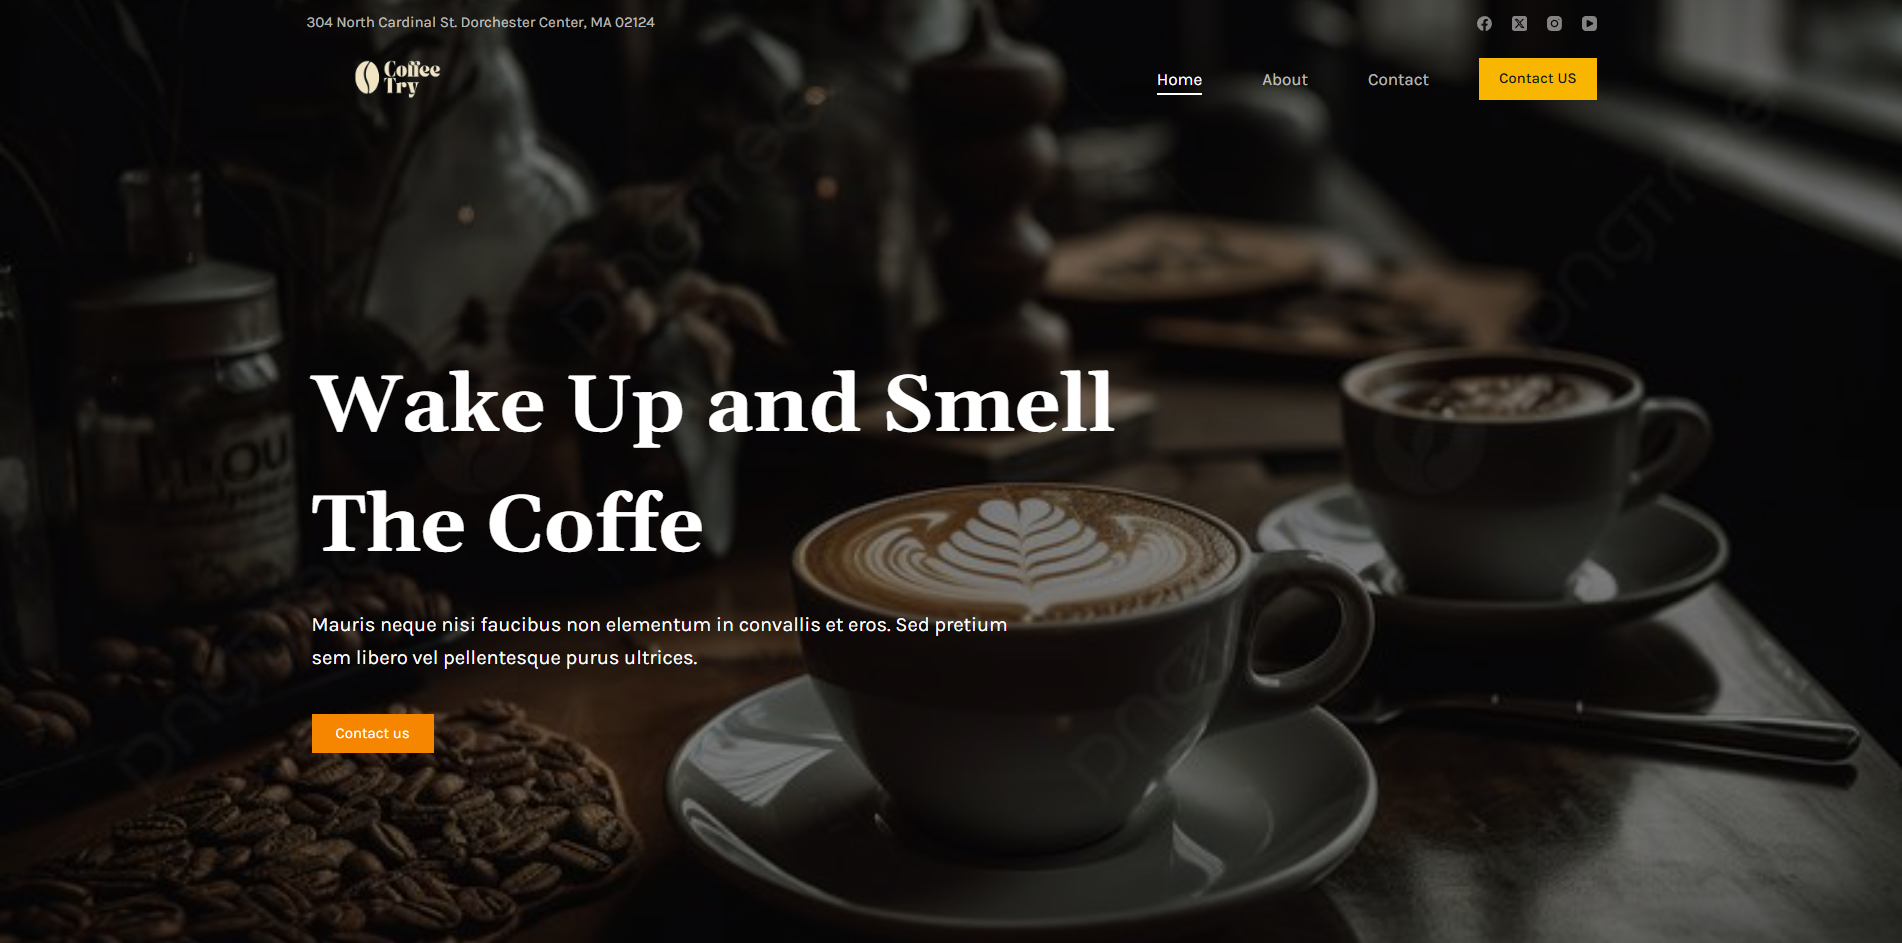 304 North Cardinal St. Dorchester Center, MA 02124
Coffee
Try
Home
About
Contact
Contact US
Wake Up and Smell
The Coffe
Mauris neque nisi faucibus non elementum in convallis et eros. Sed pretium
sem libero vel pellentesque purus ultrices.
Contact us